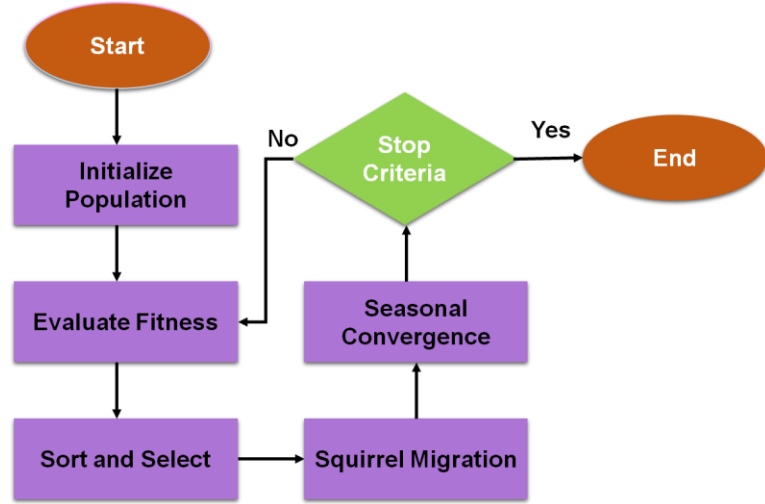 Start
Initialize
Population
Evaluate Fitness
Sort and Select
Squirrel Migration
Seasonal
Convergence
Stop
Criteria
No
Yes
End